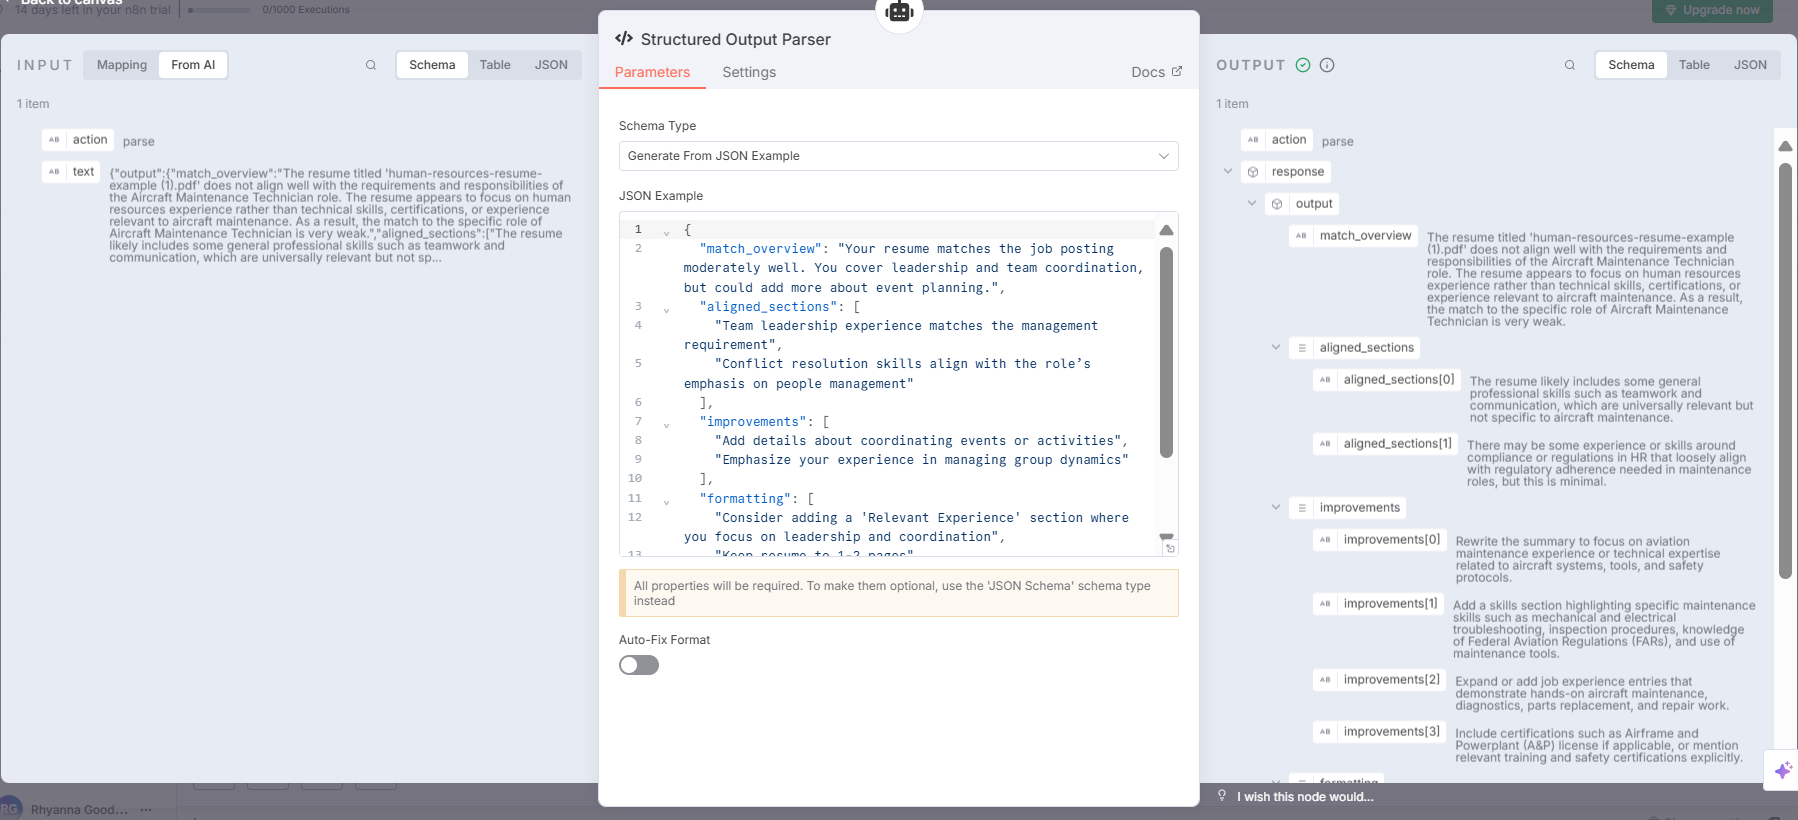 Back to canvas
14 days left in your n8n trial
0/1000 Executions
Upgrade now
INPUT
Mapping
From AI
Schema
Table
JSON
1 item
AB action parse
AB text {"output":{"match_overview":"The resume titled 'human-resources-resume-
example (1).pdf' does not align well with the requirements and responsibilities of
the Aircraft Maintenance Technician role. The resume appears to focus on human
resources experience rather than technical skills, certifications, or experience
relevant to aircraft maintenance. As a result, the match to the specific role of
Aircraft Maintenance Technician is very weak.","aligned_sections":["The resume
likely includes some general professional skills such as teamwork and
communication, which are universally relevant but not sp...
Structured Output Parser
Parameters
Settings
Docs
Schema Type
Generate From JSON Example
JSON Example
1 {
2 "match_overview": "Your resume matches the job posting
moderately well. You cover leadership and team coordination,
but could add more about event planning.",
3 "aligned_sections": [
4 "Team leadership experience matches the management
requirement",
5 "Conflict resolution skills align with the role’s
emphasis on people management"
6 ],
7 "improvements": [
8 "Add details about coordinating events or activities",
9 "Emphasize your experience in managing group dynamics"
10 ],
11 "formatting": [
12 "Consider adding a 'Relevant Experience' section where
you focus on leadership and coordination",
13 "Keep resume to 1-2 pages"
All properties will be required. To make them optional, use the 'JSON Schema' schema type
instead
Auto-Fix Format
OUTPUT
Schema
Table
JSON
1 item
AB action parse
response
output
AB match_overview The resume titled 'human-resources-resume-example
(1).pdf' does not align well with the requirements and
responsibilities of the Aircraft Maintenance Technician
role. The resume appears to focus on human resources
experience rather than technical skills, certifications, or
experience relevant to aircraft maintenance. As a result,
the match to the specific role of Aircraft Maintenance
Technician is very weak.
aligned_sections
AB aligned_sections[0] The resume likely includes some general
professional skills such as teamwork and
communication, which are universally relevant but
not specific to aircraft maintenance.
AB aligned_sections[1] There may be some experience or skills around
compliance or regulations in HR that loosely align
with regulatory adherence needed in maintenance
roles, but this is minimal.
improvements
AB improvements[0] Rewrite the summary to focus on aviation
maintenance experience or technical expertise
related to aircraft systems, tools, and safety
protocols.
AB improvements[1] Add a skills section highlighting specific maintenance
skills such as mechanical and electrical
troubleshooting, inspection procedures, knowledge
of Federal Aviation Regulations (FARs), and use of
maintenance tools.
AB improvements[2] Expand or add job experience entries that
demonstrate hands-on aircraft maintenance,
diagnostics, parts replacement, and repair work.
AB improvements[3] Include certifications such as Airframe and
Powerplant (A&P) license if applicable, or mention
relevant training and safety certifications explicitly.
formatting
I wish this node would...
RG Rhyanna Good...